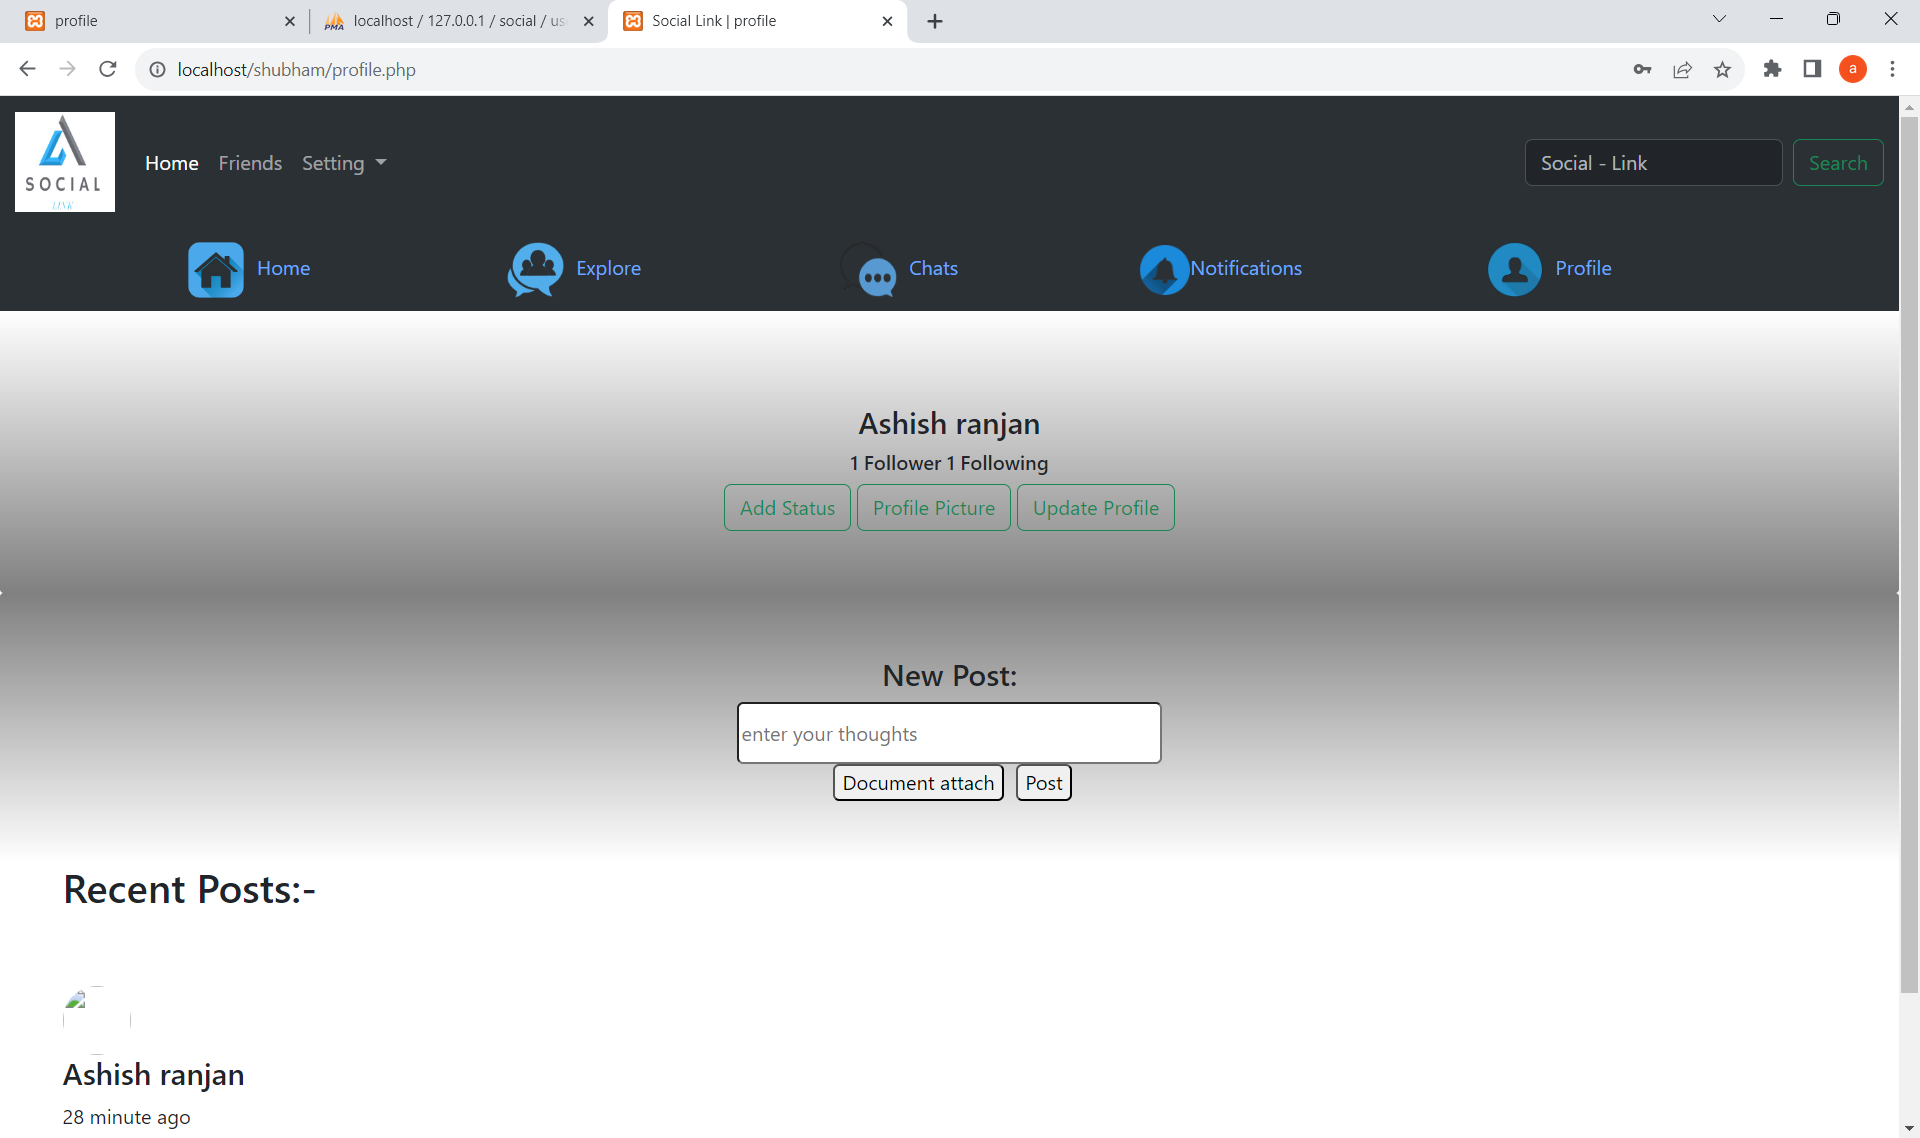 profile
localhost / 127.0.0.1 / social / us
Social Link | profile
localhost/shubham/profile.php
a
SOCIAL
LINK
Home Friends Setting
Social - Link Search
Home Explore Chats Notifications Profile
Ashish ranjan
1 Follower 1 Following
Add Status Profile Picture Update Profile
New Post:
enter your thoughts
Document attach Post
Recent Posts:-
Ashish ranjan
28 minute ago
PMA